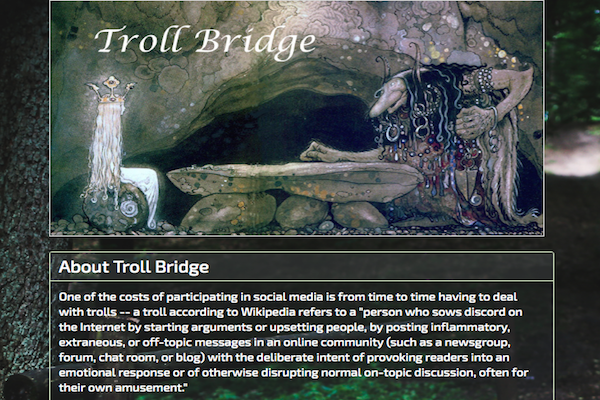 Troll Bridge
About Troll Bridge
One of the costs of participating in social media is from time to time having to deal
with trolls -- a troll according to Wikipedia refers to a "person who sows discord on
the Internet by starting arguments or upsetting people, by posting inflammatory,
extraneous, or off-topic messages in an online community (such as a newsgroup,
forum, chat room, or blog) with the deliberate intent of provoking readers into an
emotional response or of otherwise disrupting normal on-topic discussion, often for
their own amusement."